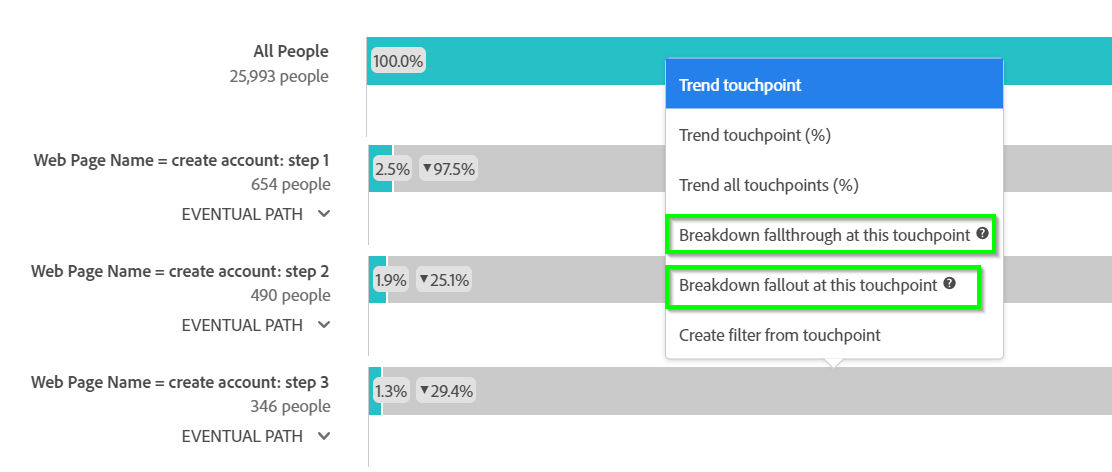 All People
25,993 people
100.0%
Trend touchpoint
Trend touchpoint (%)
Trend all touchpoints (%)
Breakdown fallthrough at this touchpoint ?
Breakdown fallout at this touchpoint ?
Create filter from touchpoint
Web Page Name = create account: step 1
654 people
EVENTUAL PATH
2.5% ▼97.5%
Web Page Name = create account: step 2
490 people
EVENTUAL PATH
1.9% ▼25.1%
Web Page Name = create account: step 3
346 people
EVENTUAL PATH
1.3% ▼29.4%